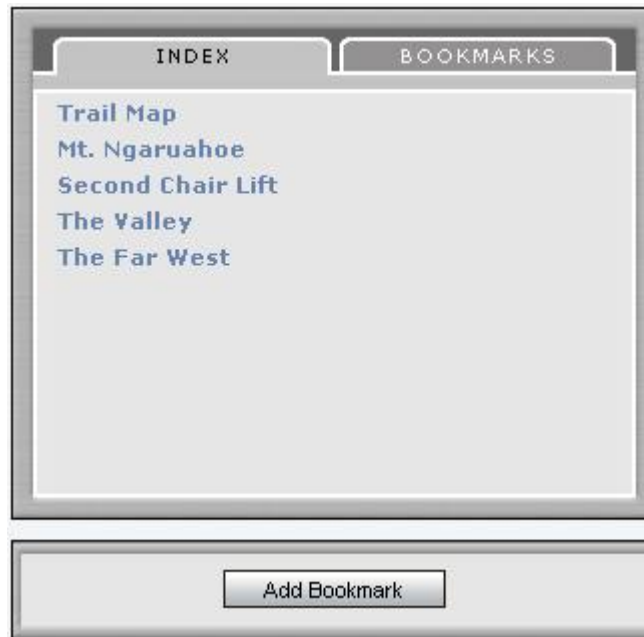 INDEX BOOKMARKS
Trail Map
Mt. Ngaruahoe
Second Chair Lift
The Valley
The Far West
Add Bookmark